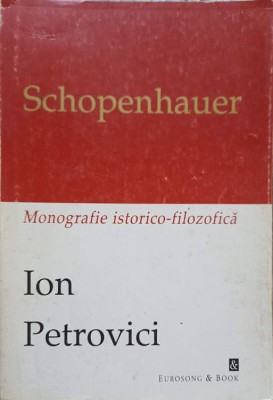 Schopenhauer
Monografie istorico-filozofică
Ion
Petrovici
&
EUROSONG & BOOK